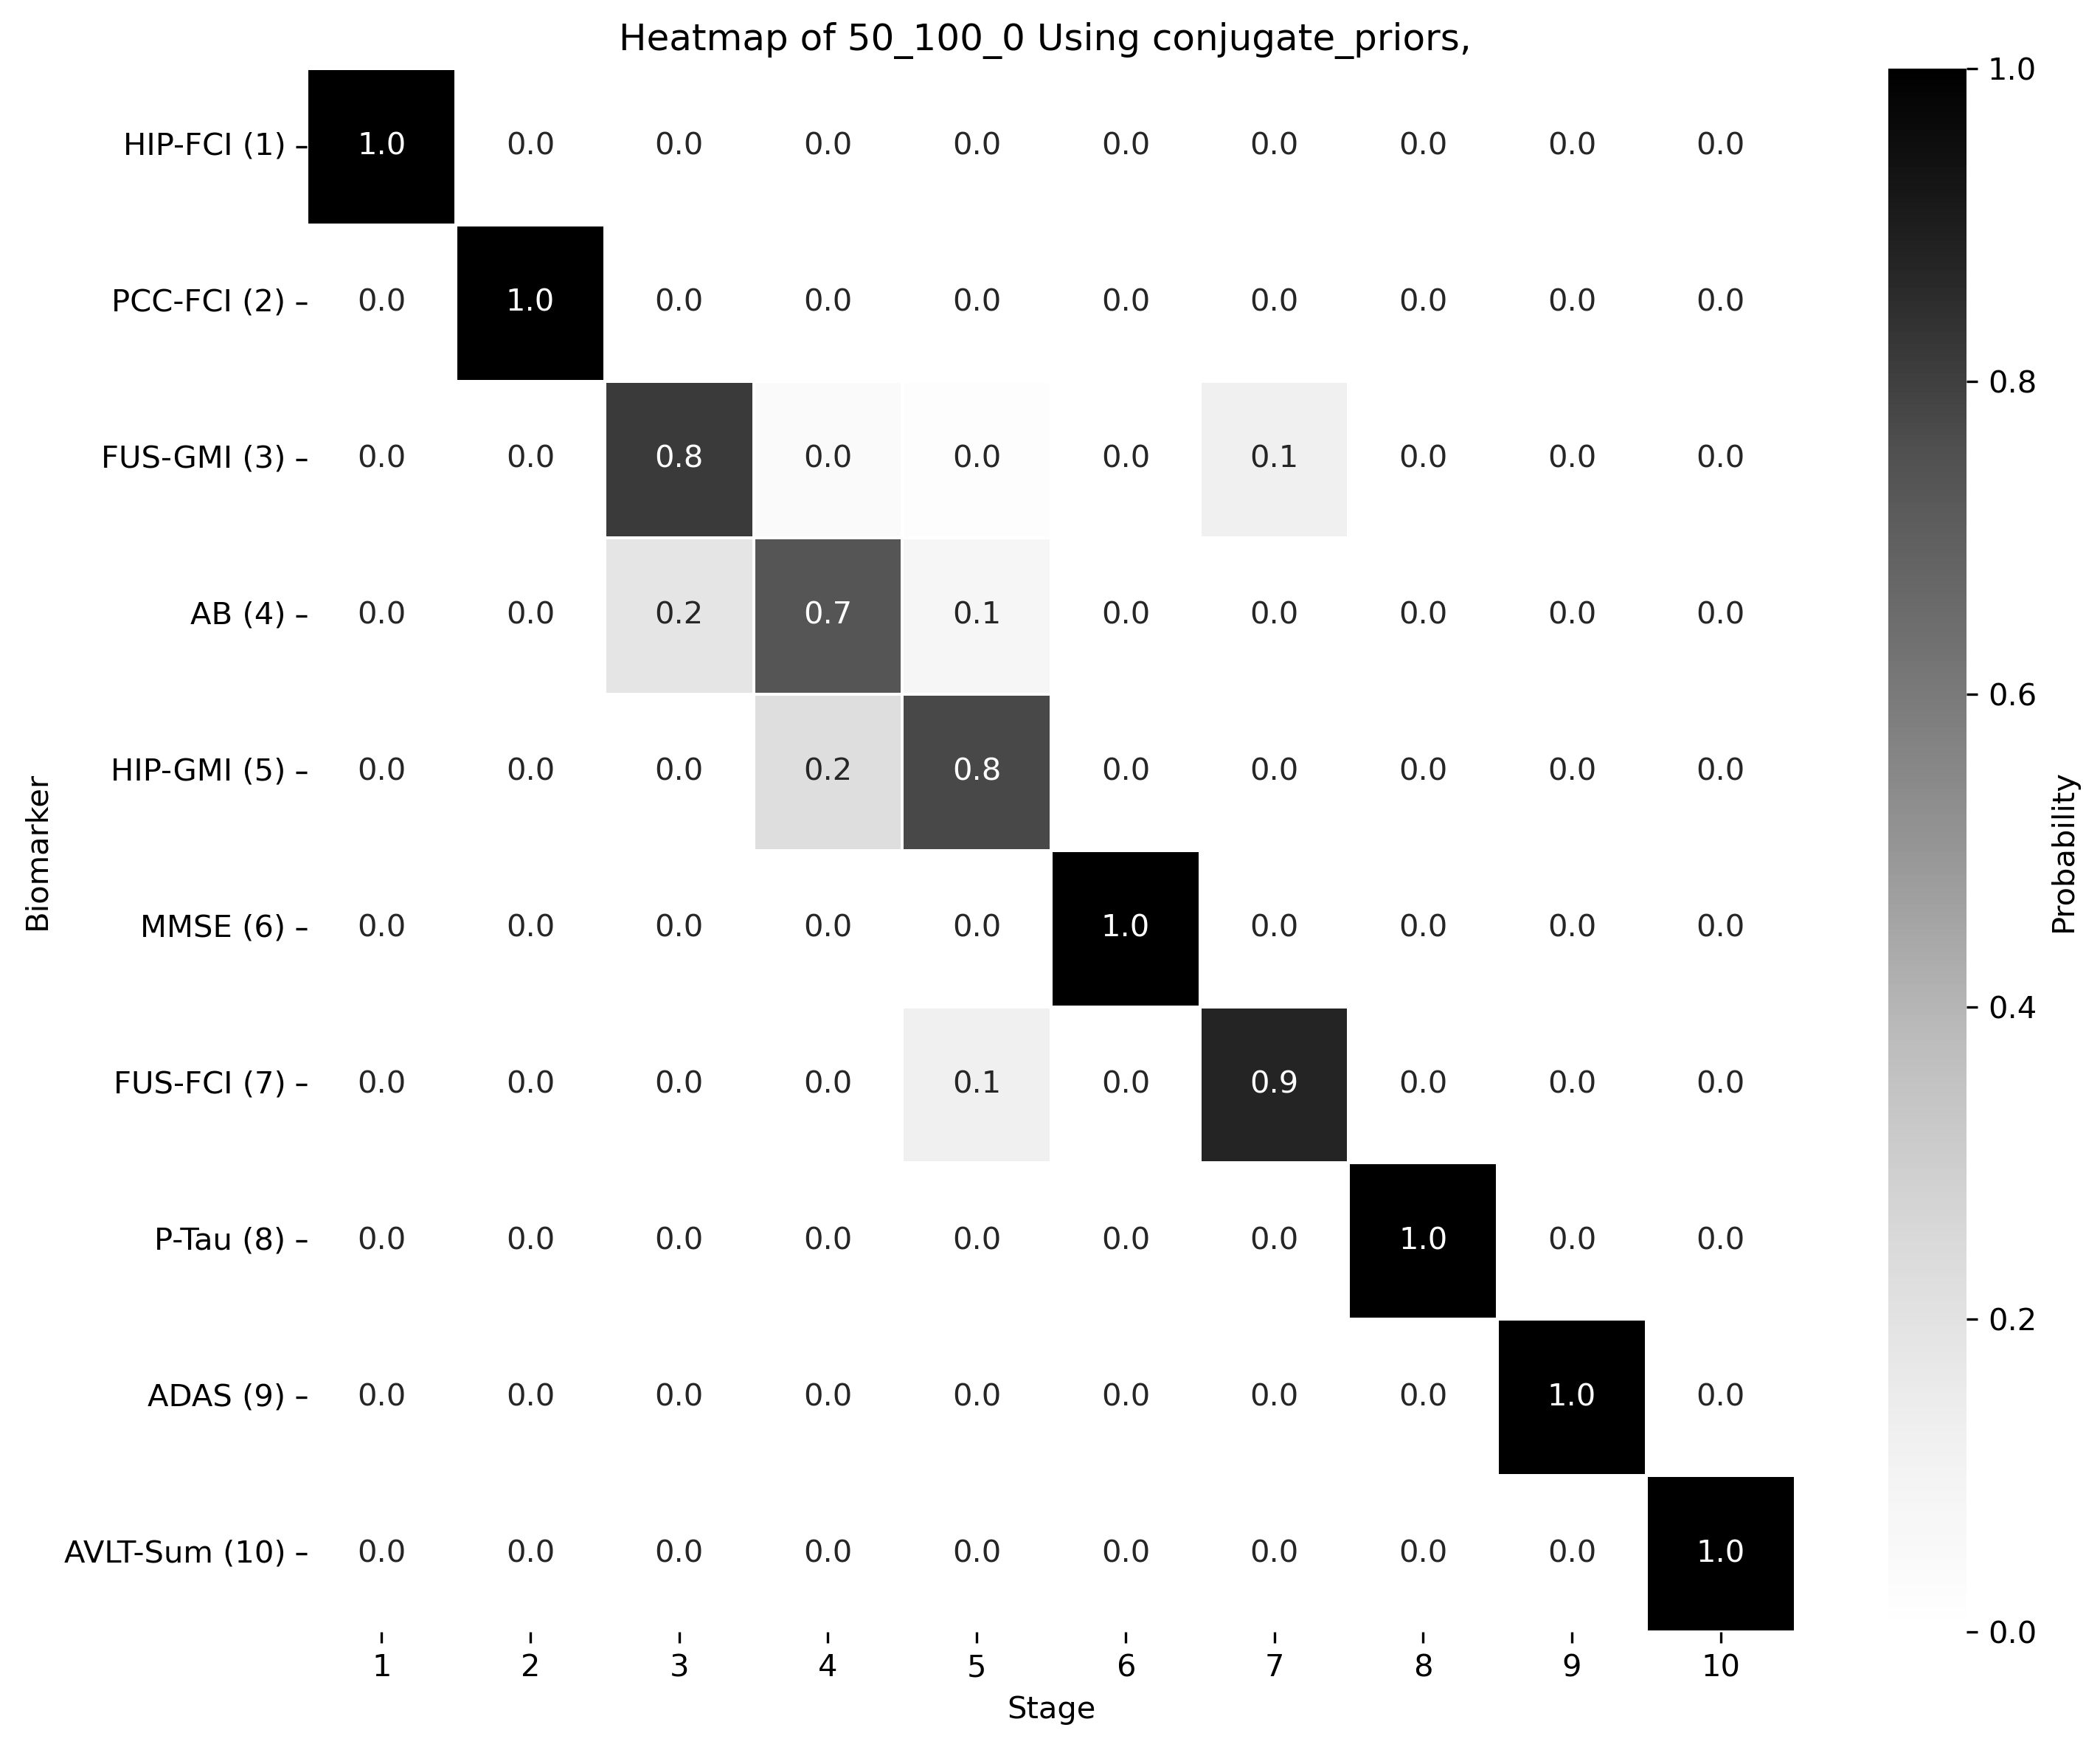 Heatmap of 50_100_0 Using conjugate_priors,
HIP-FCI (1) 1.0 0.0 0.0 0.0 0.0 0.0 0.0 0.0 0.0 0.0
PCC-FCI (2) 0.0 1.0 0.0 0.0 0.0 0.0 0.0 0.0 0.0 0.0
FUS-GMI (3) 0.0 0.0 0.8 0.0 0.0 0.0 0.1 0.0 0.0 0.0
AB (4) 0.0 0.0 0.2 0.7 0.1 0.0 0.0 0.0 0.0 0.0
HIP-GMI (5) 0.0 0.0 0.0 0.2 0.8 0.0 0.0 0.0 0.0 0.0
MMSE (6) 0.0 0.0 0.0 0.0 0.0 1.0 0.0 0.0 0.0 0.0
FUS-FCI (7) 0.0 0.0 0.0 0.0 0.1 0.0 0.9 0.0 0.0 0.0
P-Tau (8) 0.0 0.0 0.0 0.0 0.0 0.0 0.0 1.0 0.0 0.0
ADAS (9) 0.0 0.0 0.0 0.0 0.0 0.0 0.0 0.0 1.0 0.0
AVLT-Sum (10) 0.0 0.0 0.0 0.0 0.0 0.0 0.0 0.0 0.0 1.0
1 2 3 4 5 6 7 8 9 10
Stage
Biomarker
1.0
0.8
0.6
0.4
0.2
0.0
Probability